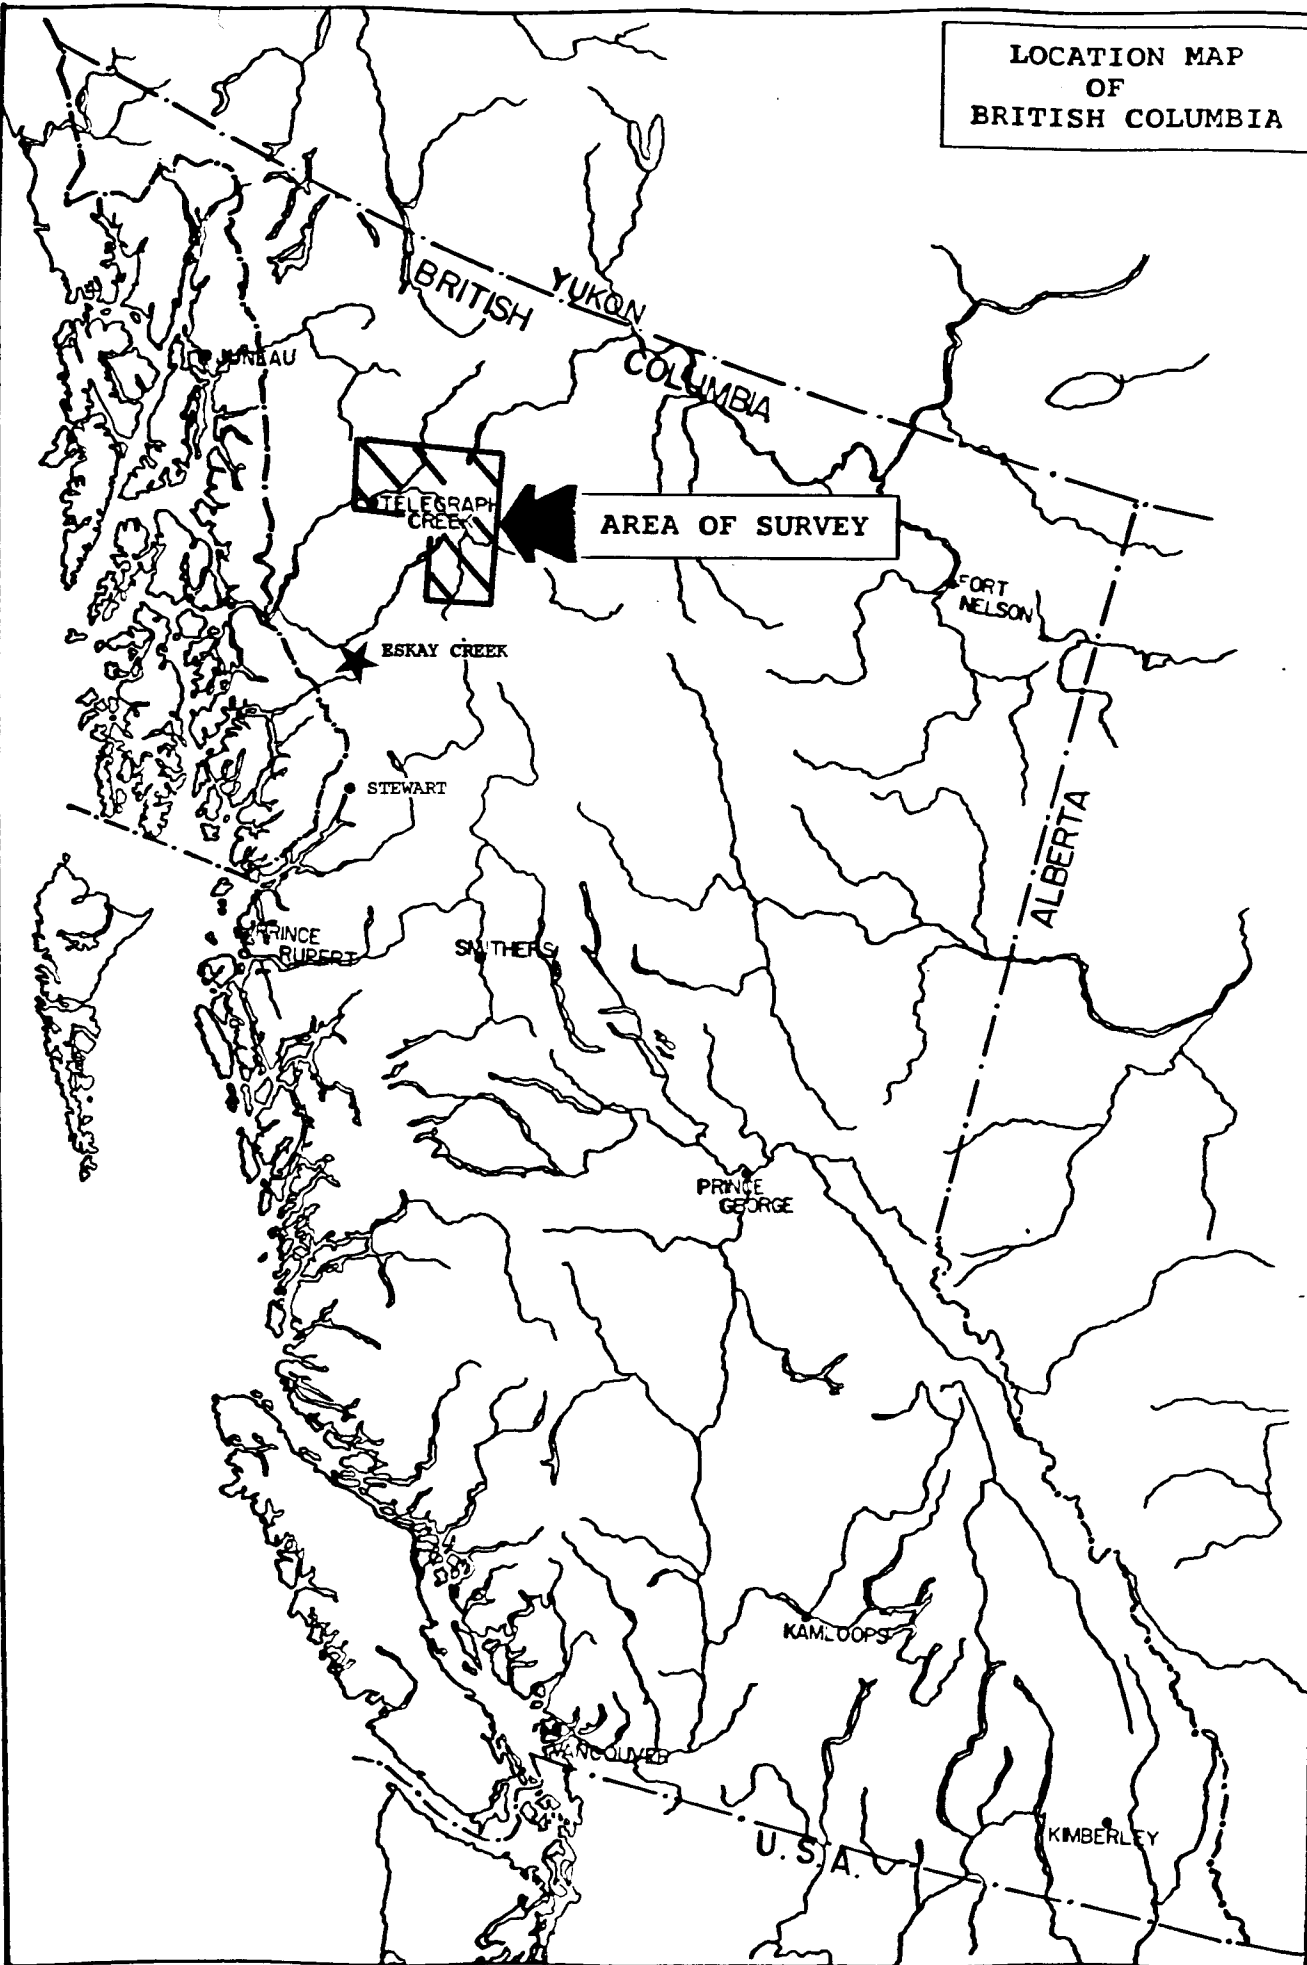 LOCATION MAP
OF
BRITISH COLUMBIA
BRITISH
YUKON
COLUMBIA
JUNEAU
TELEGRAPH
CREEK
AREA OF SURVEY
FORT
NELSON
ESKAY CREEK
STEWART
ALBERTA
PRINCE
RUPERT
SMITHERS
PRINCE
GEORGE
KAMLOOPS
VANCOUVER
U.S.A.
KIMBERLEY